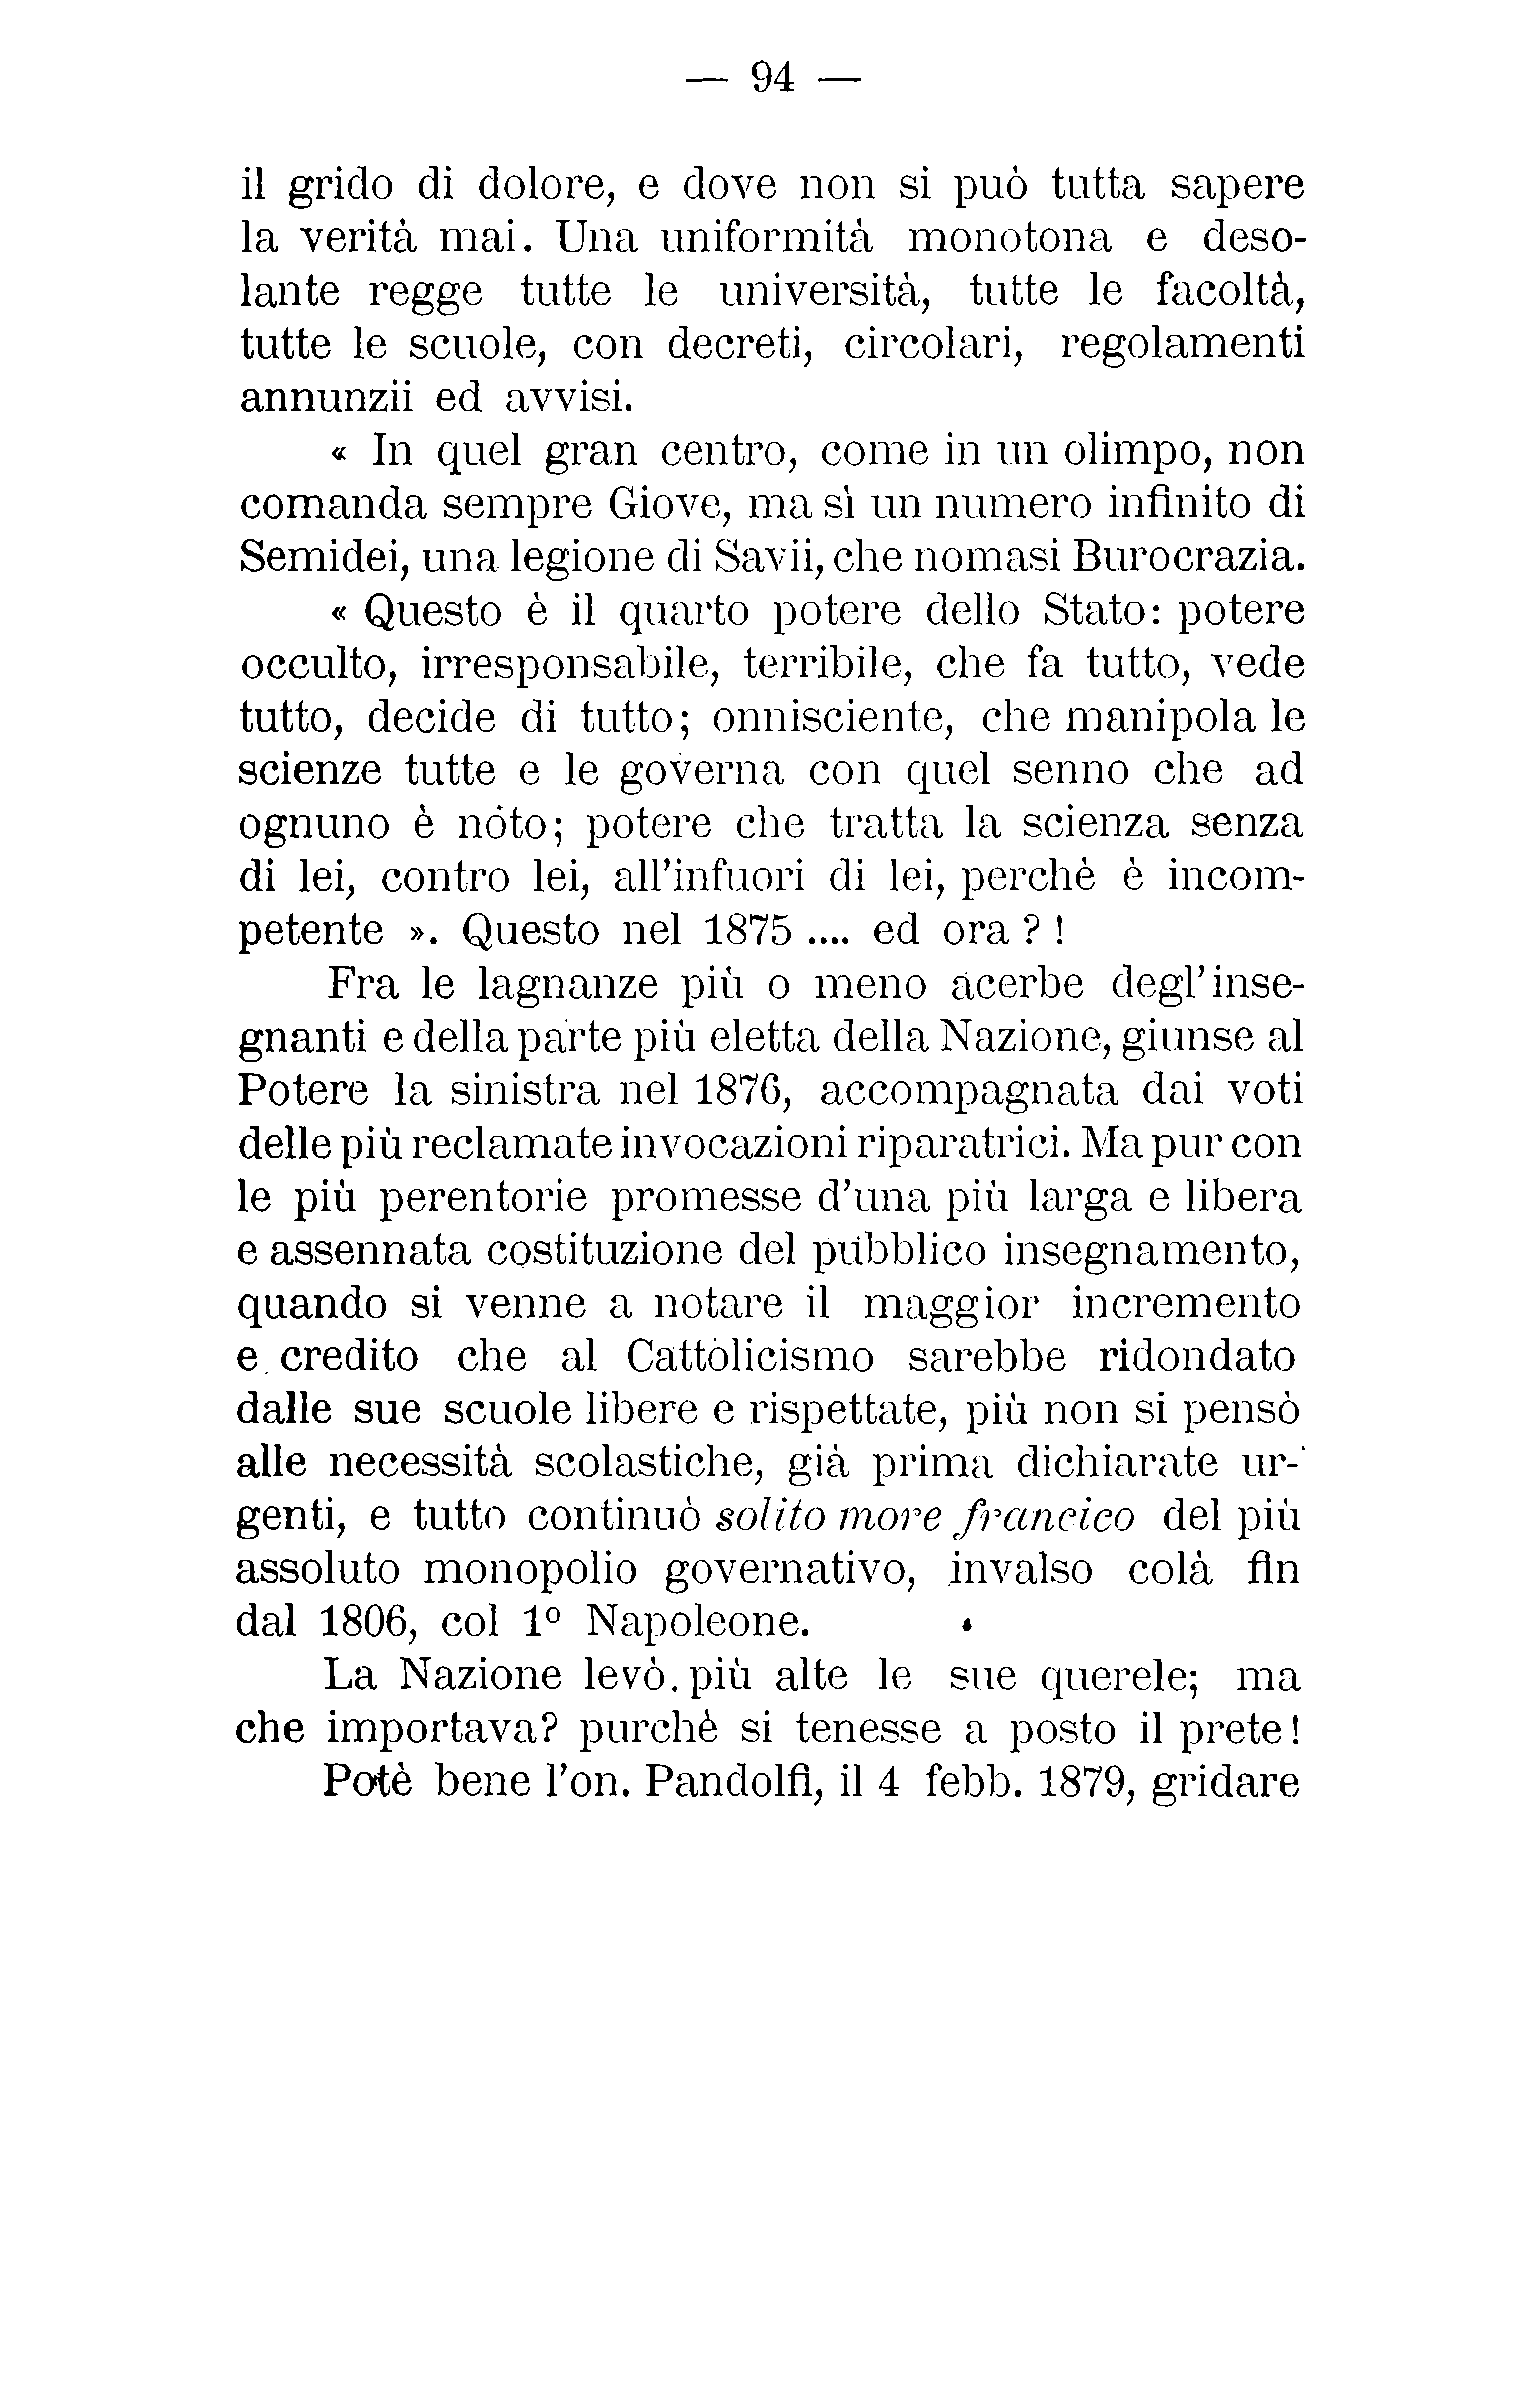 — 94 —
il grido di dolore, e dove non si può tutta sapere
la verità mai. Una uniformità monotona e deso-
lante regge tutte le università, tutte le facoltà,
tutte le scuole, con decreti, circolari, regolamenti
annunzii ed avvisi.
« In quel gran centro, come in un olimpo, non
comanda sempre Giove, ma sì un numero infinito di
Semidei, una legione di Savii, che nomasi Burocrazia.
« Questo è il quarto potere dello Stato: potere
occulto, irresponsabile, terribile, che fa tutto, vede
tutto, decide di tutto; onnisciente, che manipola le
scienze tutte e le governa con quel senno che ad
ognuno è nòto; potere che tratta la scienza senza
di lei, contro lei, all'infuori di lei, perchè è incom-
petente ». Questo nel 1875 .... ed ora ? !
Fra le lagnanze più o meno acerbe degl'inse-
gnanti e della parte più eletta della Nazione, giunse al
Potere la sinistra nel 1876, accompagnata dai voti
delle più reclamate invocazioni riparatrici. Ma pur con
le più perentorie promesse d'una più larga e libera
e assennata costituzione del pubblico insegnamento,
quando si venne a notare il maggior incremento
e credito che al Cattolicismo sarebbe ridondato
dalle sue scuole libere e rispettate, più non si pensò
alle necessità scolastiche, già prima dichiarate ur-
genti, e tutto continuò solito more francico del più
assoluto monopolio governativo, invalso colà fin
dal 1806, col 1º Napoleone.
La Nazione levò più alte le sue querele; ma
che importava? purchè si tenesse a posto il prete!
Potè bene l'on. Pandolfi, il 4 febb. 1879, gridare